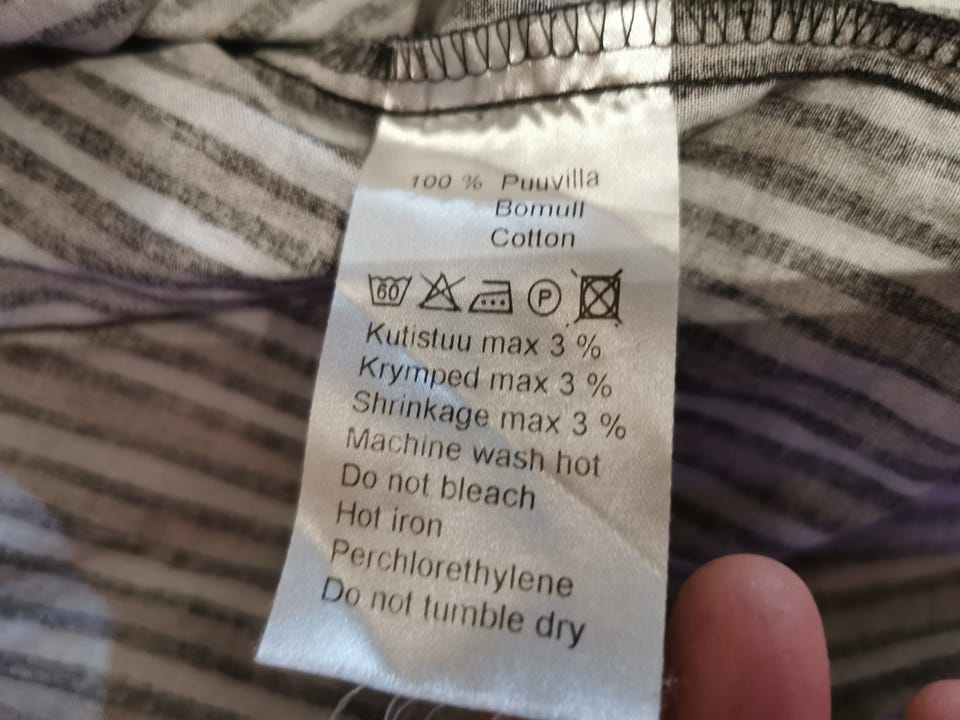 100 % Puuvilla
Bomull
Cotton
60 P
Kutistuu max 3 %
Krymped max 3 %
Shrinkage max 3 %
Machine wash hot
Do not bleach
Hot iron
Perchlorethylene
Do not tumble dry